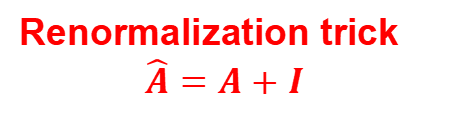 Renormalization trick
Â = A + I